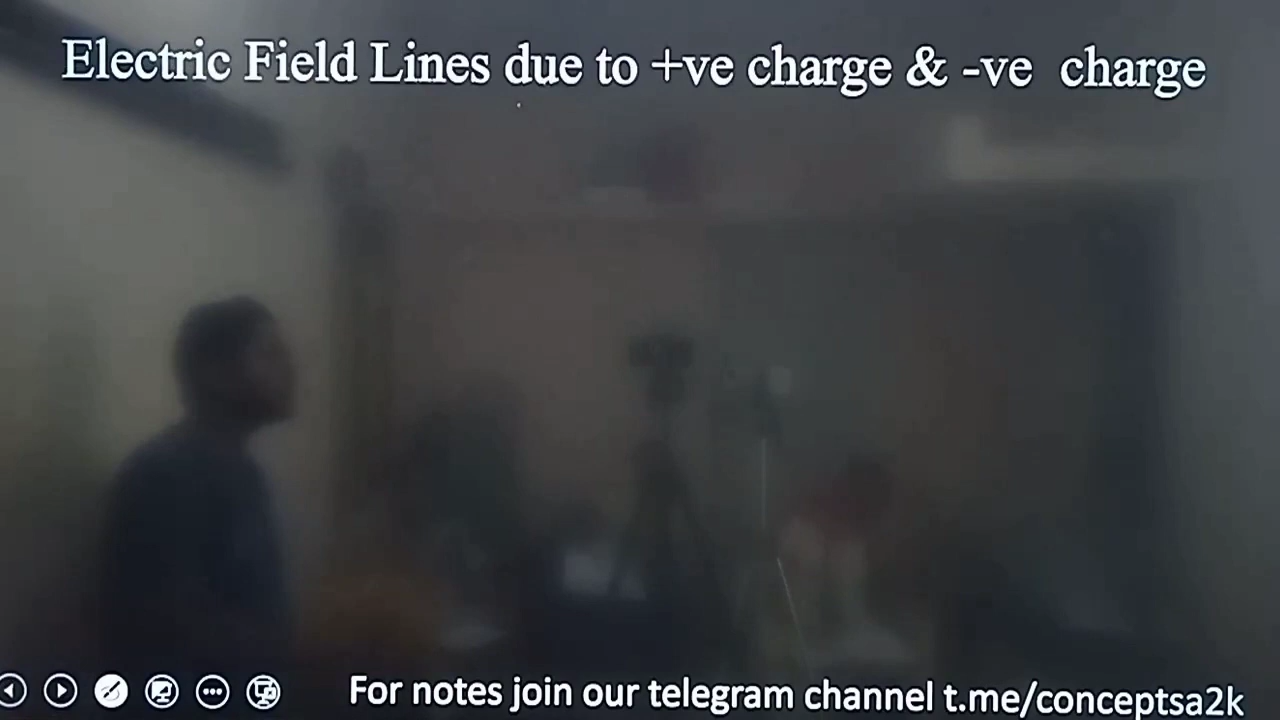 Electric Field Lines due to +ve charge & -ve charge
For notes join our telegram channel t.me/conceptsa2k